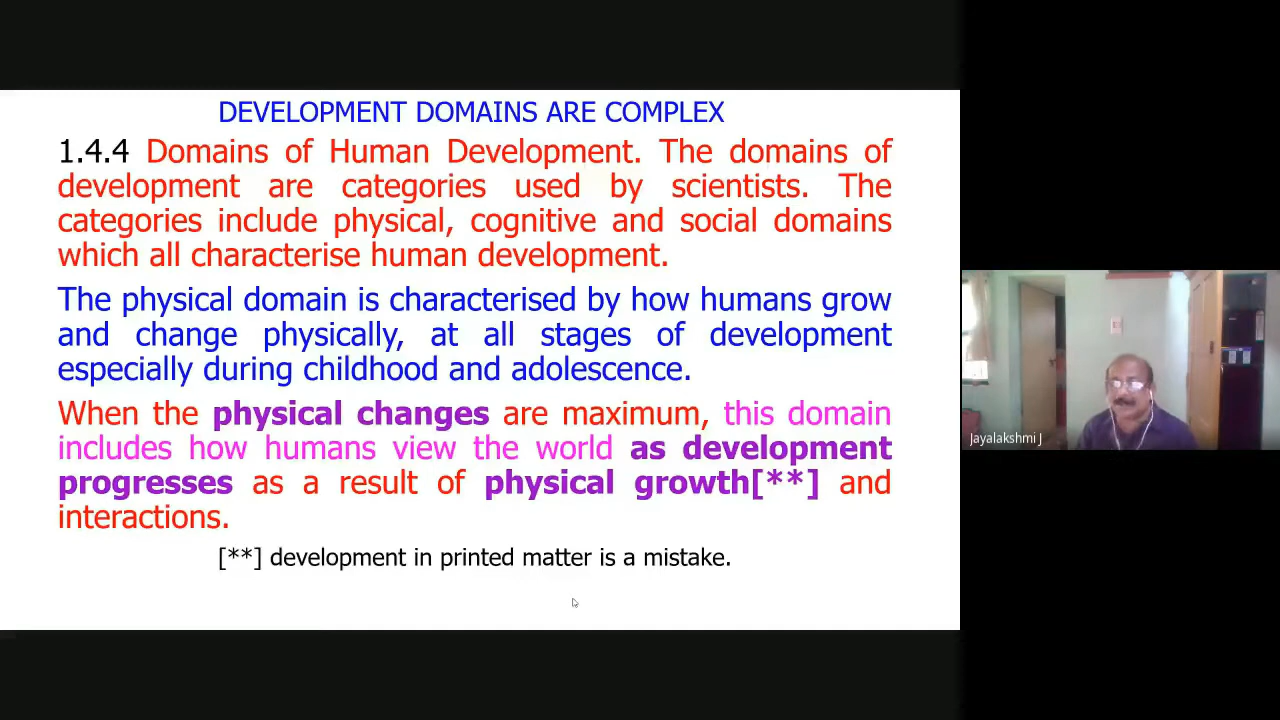 DEVELOPMENT DOMAINS ARE COMPLEX
1.4.4 Domains of Human Development. The domains of
development are categories used by scientists. The
categories include physical, cognitive and social domains
which all characterise human development.
The physical domain is characterised by how humans grow
and change physically, at all stages of development
especially during childhood and adolescence.
When the physical changes are maximum, this domain
includes how humans view the world as development
progresses as a result of physical growth[**] and
interactions.
[**] development in printed matter is a mistake.
Jayalakshmi J